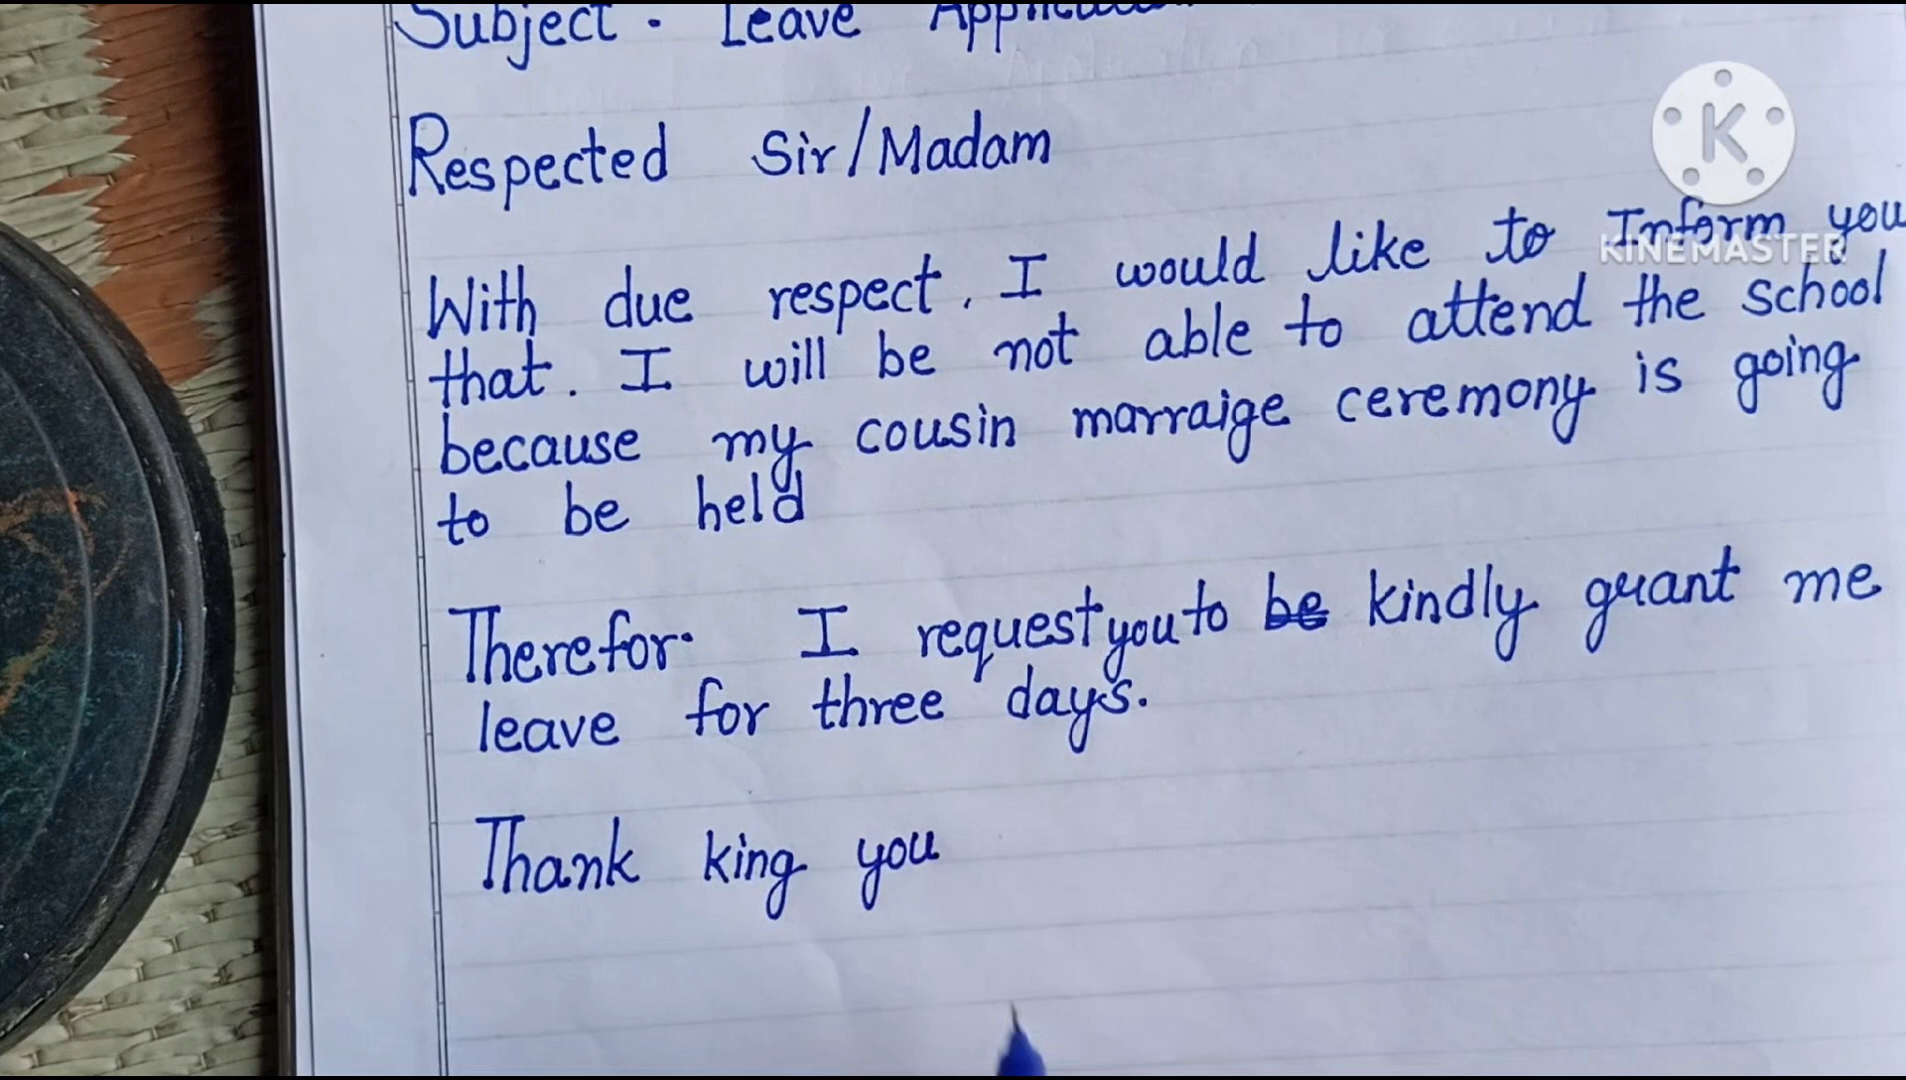 Subject. Leave Application
Respected Sir/Madam
With due respect, I would like to Inform you
that. I will be not able to attend the school
because my cousin marraige ceremony is going
to be held
Therefor. I request you to be kindly grant me
leave for three days.
Thank king you
K
KINEMASTER